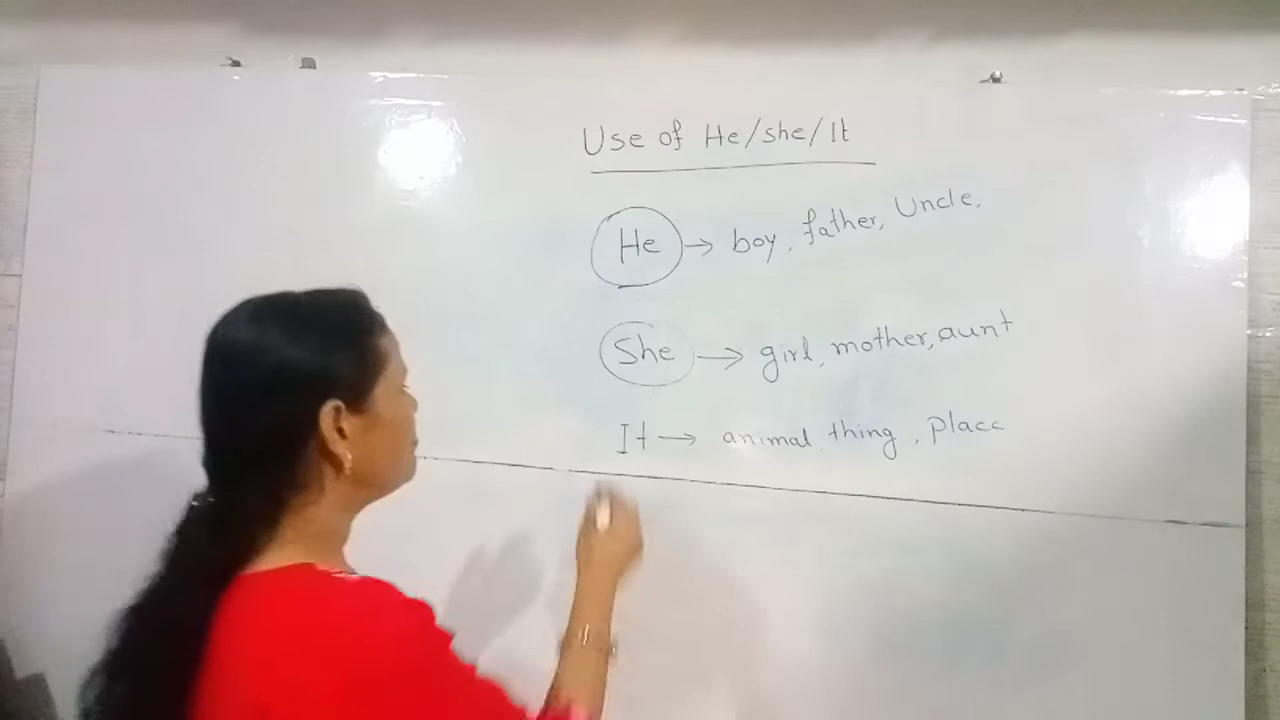 Use of He/she/It
He → boy, father, Uncle,
She → girl, mother, aunt
It → animal, thing, Place